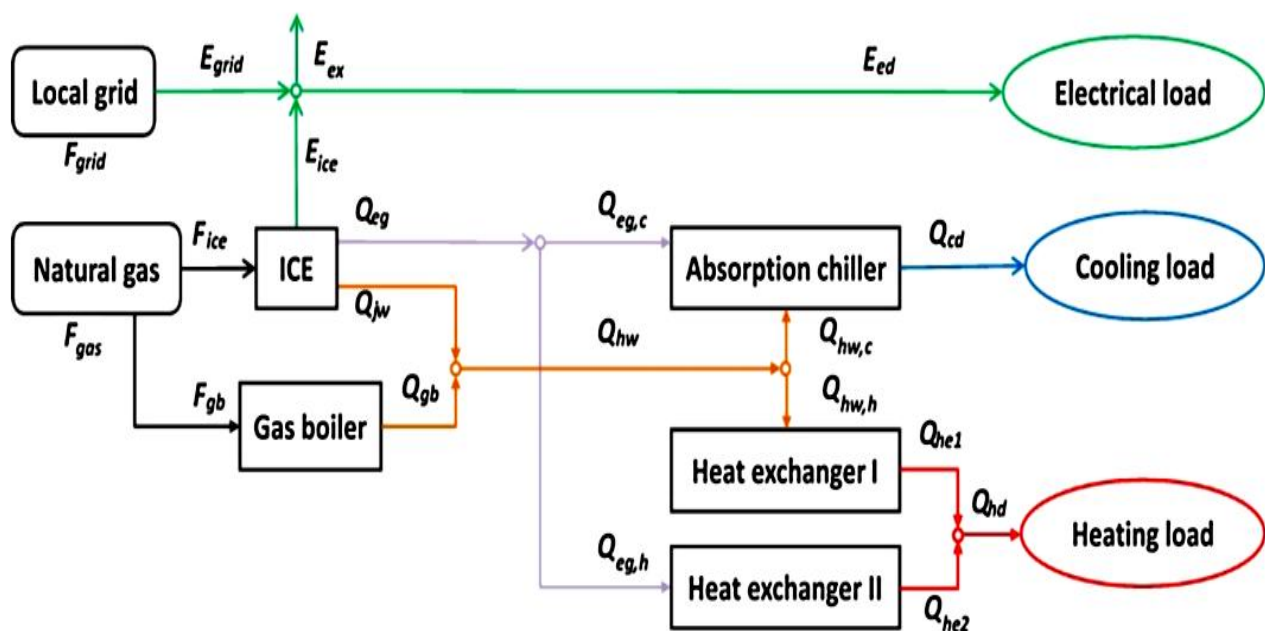 E_grid
E_ex
E_ed
Local grid
Electrical load
F_grid
E_ice
Q_eg
Q_eg,c
F_ice
Q_cd
Natural gas
ICE
Absorption chiller
Cooling load
Q_jw
F_gas
Q_hw
Q_hw,c
F_gb
Q_gb
Q_hw,h
Gas boiler
Q_he1
Heat exchanger I
Q_hd
Heating load
Q_eg,h
Heat exchanger II
Q_he2